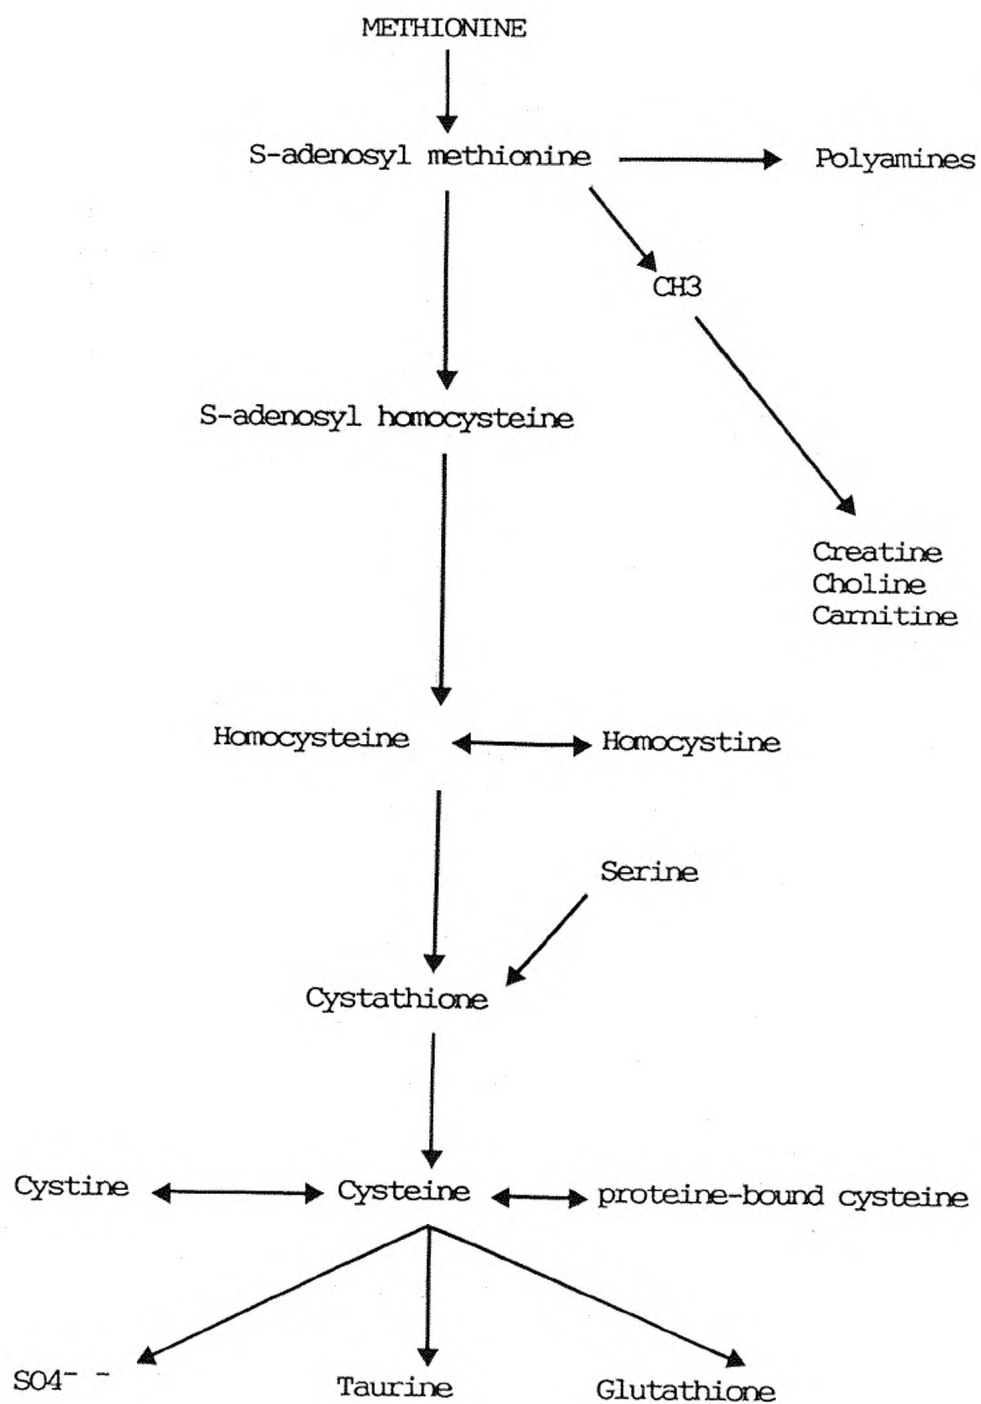 METHIONINE
S-adenosyl methionine
Polyamines
CH3
S-adenosyl homocysteine
Creatine
Choline
Carnitine
Homocysteine
Homocystine
Serine
Cystathione
Cystine
Cysteine
proteine-bound cysteine
SO4- -
Taurine
Glutathione